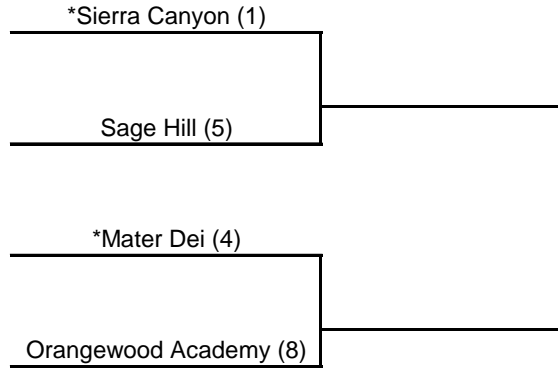 *Sierra Canyon (1)
Sage Hill (5)
*Mater Dei (4)
Orangewood Academy (8)